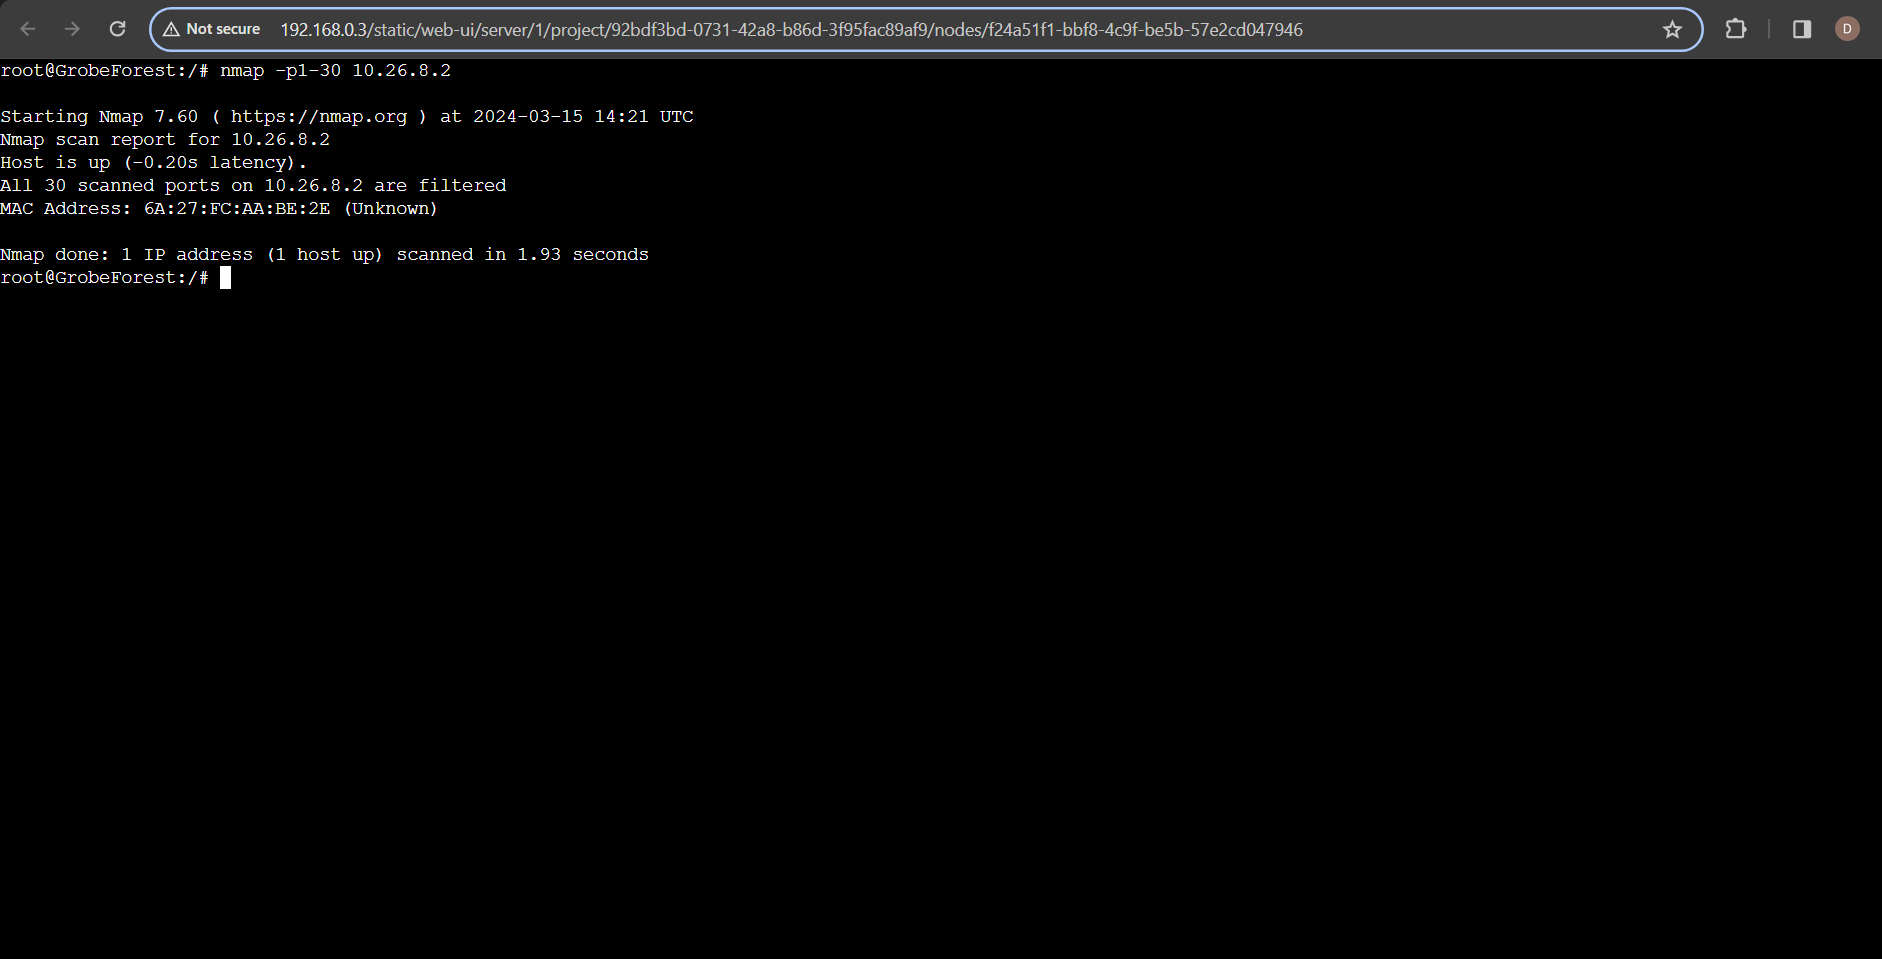 Not secure 192.168.0.3/static/web-ui/server/1/project/92bdf3bd-0731-42a8-b86d-3f95fac89af9/nodes/f24a51f1-bbf8-4c9f-be5b-57e2cd047946
D
root@GrobeForest:/# nmap -p1-30 10.26.8.2
Starting Nmap 7.60 ( https://nmap.org ) at 2024-03-15 14:21 UTC
Nmap scan report for 10.26.8.2
Host is up (-0.20s latency).
All 30 scanned ports on 10.26.8.2 are filtered
MAC Address: 6A:27:FC:AA:BE:2E (Unknown)
Nmap done: 1 IP address (1 host up) scanned in 1.93 seconds
root@GrobeForest:/#